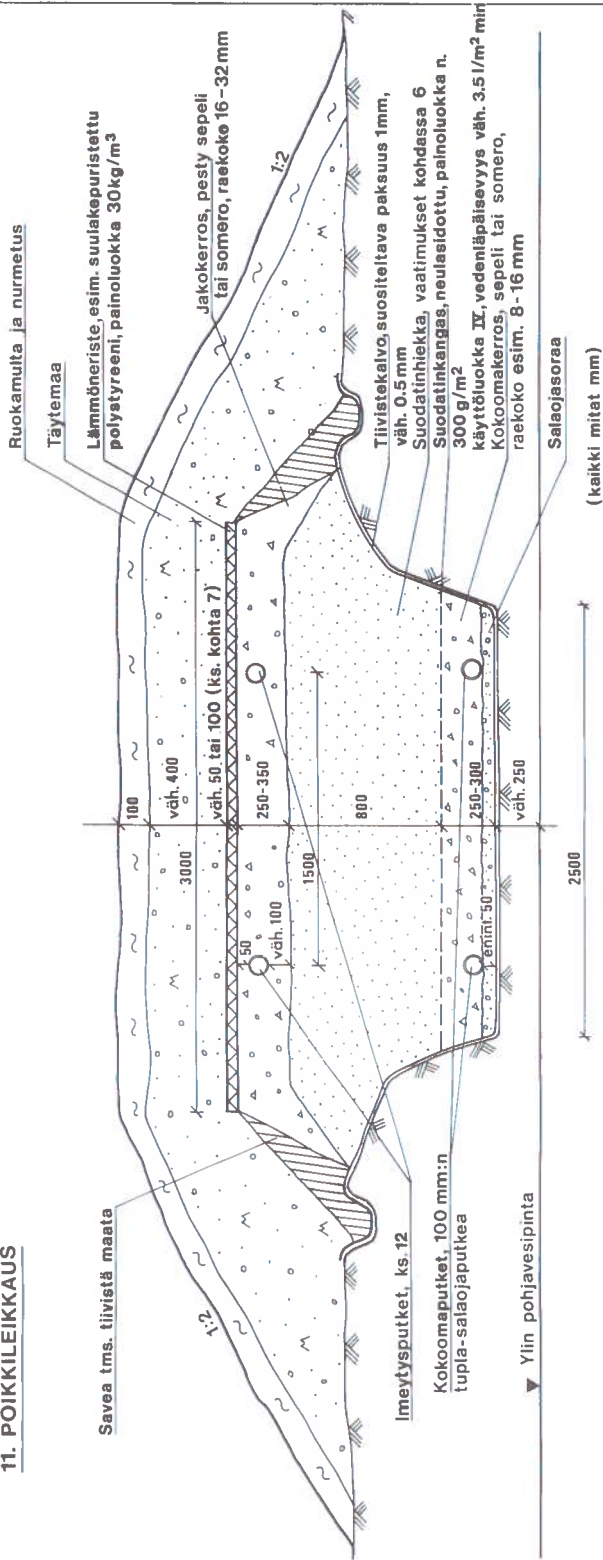 11. POIKKILEIKKAUS
Savea tms. tiivistä maata
Imeytysputket, ks. 12
Kokoomaputket, 100 mm:n
tupla-salaojaputkea
Ylin pohjavesipinta
1:2
100
väh. 400
3000
väh. 50 tai 100 (ks. kohta 7)
250-350
50
väh. 100
1500
800
250-300
enint. 50
väh. 250
2500
1:2
Ruokamulta ja nurmetus
Täytemaa
Lämmöneriste, esim. suulakepuristettu
polystyreeni, painoluokka 30kg/m³
Jakokerros, pesty sepeli
tai somero, raekoko 16-32mm
Tiivistekalvo, suositeltava paksuus 1mm,
väh. 0.5 mm
Suodatinhiekka, vaatimukset kohdassa 6
Suodatinkangas, neulasidottu, painoluokka n.
300 g/m²
käyttöluokka IV, vedenläpäisevyys väh. 3.5 l/m² min
Kokoomakerros, sepeli tai somero,
raekoko esim. 8-16 mm
Salaojasoraa
(kaikki mitat mm)